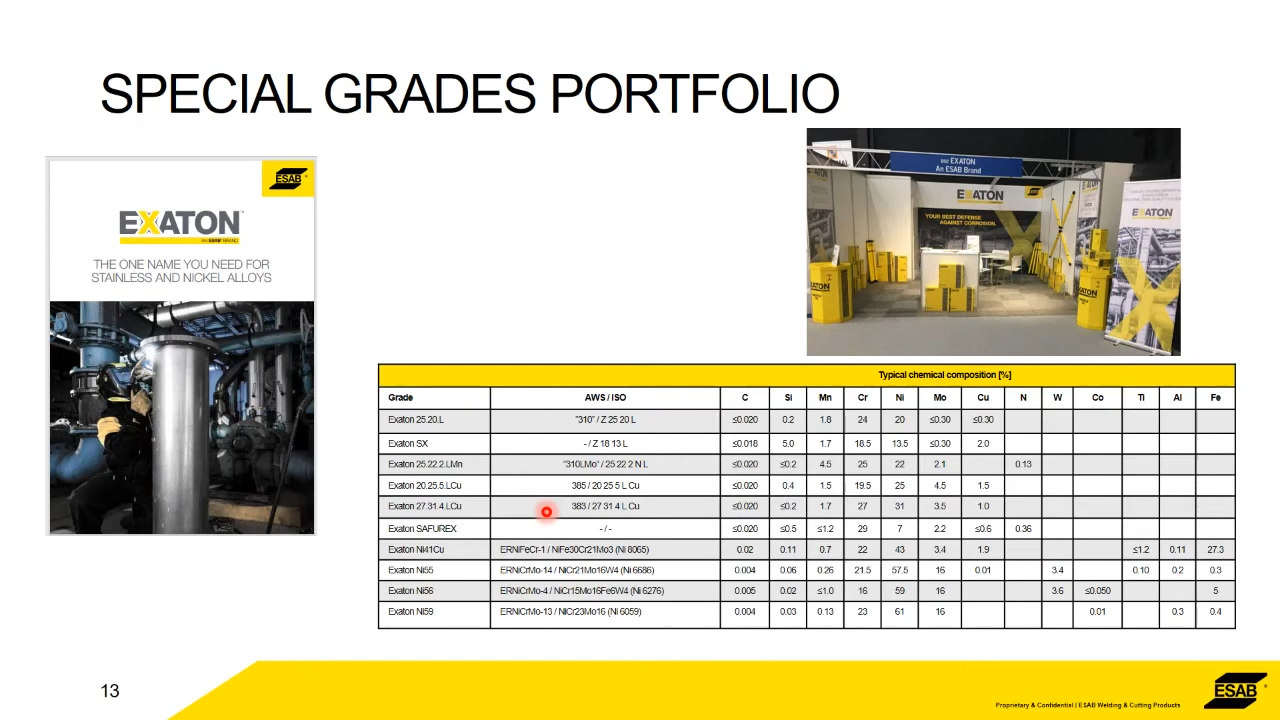 SPECIAL GRADES PORTFOLIO
ESAB
EXATON
AN ESAB BRAND
THE ONE NAME YOU NEED FOR
STAINLESS AND NICKEL ALLOYS
EXATON
An ESAB Brand
EXATON
YOUR BEST DEFENSE
AGAINST CORROSION.
EXATON
EXATON
EXATON
Typical chemical composition [%]
Grade AWS / ISO C Si Mn Cr Ni Mo Cu N W Co Ti Al Fe
Exaton 25.20.L "310" / Z 25 20 L ≤0.020 0.2 1.8 24 20 ≤0.30 ≤0.30
Exaton SX - / Z 18 13 L ≤0.018 5.0 1.7 18.5 13.5 ≤0.30 2.0
Exaton 25.22.2.LMn "310LMo" / 25 22 2 N L ≤0.020 ≤0.2 4.5 25 22 2.1 0.13
Exaton 20.25.5.LCu 385 / 20 25 5 L Cu ≤0.020 0.4 1.5 19.5 25 4.5 1.5
Exaton 27.31.4.LCu 383 / 27 31 4 L Cu ≤0.020 ≤0.2 1.7 27 31 3.5 1.0
Exaton SAFUREX - / - ≤0.020 ≤0.5 ≤1.2 29 7 2.2 ≤0.6 0.36
Exaton Ni41Cu ERNiFeCr-1 / NiFe30Cr21Mo3 (Ni 8065) 0.02 0.11 0.7 22 43 3.4 1.9 ≤1.2 0.11 27.3
Exaton Ni55 ERNiCrMo-14 / NiCr21Mo16W4 (Ni 6686) 0.004 0.06 0.26 21.5 57.5 16 0.01 3.4 0.10 0.2 0.3
Exaton Ni56 ERNiCrMo-4 / NiCr15Mo16Fe6W4 (Ni 6276) 0.005 0.02 ≤1.0 16 59 16 3.6 ≤0.050 5
Exaton Ni59 ERNiCrMo-13 / NiCr23Mo16 (Ni 6059) 0.004 0.03 0.13 23 61 16 0.01 0.3 0.4
13
Proprietary & Confidential | ESAB Welding & Cutting Products
ESAB